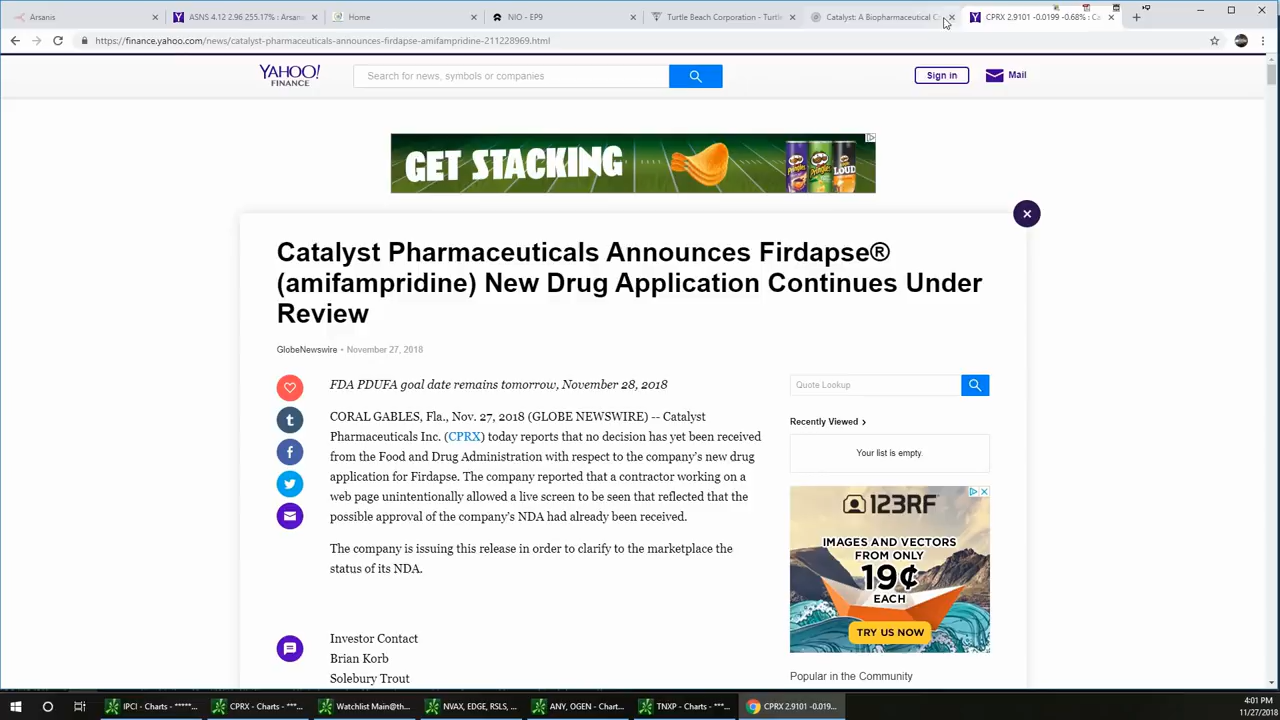 Arsanis
ASNS 4.12 2.96 255.17% : Arsan
Home
NIO - EP9
Turtle Beach Corporation - Turtl
Catalyst: A Biopharmaceutical C
CPRX 2.9101 -0.0199 -0.68% : Ca
https://finance.yahoo.com/news/catalyst-pharmaceuticals-announces-firdapse-amifampridine-211228969.html
YAHOO!
FINANCE
Search for news, symbols or companies
Sign in
Mail
GET STACKING
LOUD
Catalyst Pharmaceuticals Announces Firdapse®
(amifampridine) New Drug Application Continues Under
Review
GlobeNewswire • November 27, 2018
FDA PDUFA goal date remains tomorrow, November 28, 2018
CORAL GABLES, Fla., Nov. 27, 2018 (GLOBE NEWSWIRE) -- Catalyst
Pharmaceuticals Inc. (CPRX) today reports that no decision has yet been received
from the Food and Drug Administration with respect to the company's new drug
application for Firdapse. The company reported that a contractor working on a
web page unintentionally allowed a live screen to be seen that reflected that the
possible approval of the company's NDA had already been received.
The company is issuing this release in order to clarify to the marketplace the
status of its NDA.
Investor Contact
Brian Korb
Solebury Trout
Quote Lookup
Recently Viewed >
Your list is empty.
123RF
IMAGES AND VECTORS
FROM ONLY
19¢
EACH
TRY US NOW
Popular in the Community
IPCI - Charts - *****...
CPRX - Charts - ***...
Watchlist Main@th...
NVAX, EDGE, RSLS, ...
ANY, OGEN - Chart...
TNXP - Charts - ***...
CPRX 2.9101 -0.019...
4:01 PM
11/27/2018